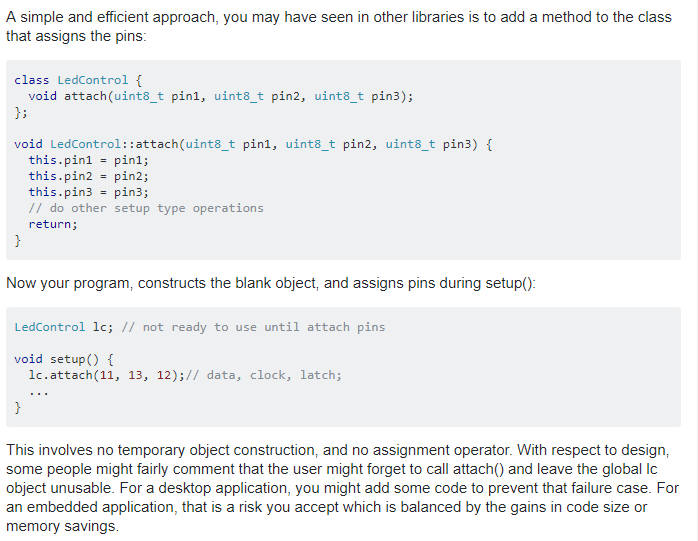 A simple and efficient approach, you may have seen in other libraries is to add a method to the class
that assigns the pins:
class LedControl {
  void attach(uint8_t pin1, uint8_t pin2, uint8_t pin3);
};
void LedControl::attach(uint8_t pin1, uint8_t pin2, uint8_t pin3) {
  this.pin1 = pin1;
  this.pin2 = pin2;
  this.pin3 = pin3;
  // do other setup type operations
  return;
}
Now your program, constructs the blank object, and assigns pins during setup():
LedControl lc; // not ready to use until attach pins
void setup() {
  lc.attach(11, 13, 12);// data, clock, latch;
  ...
}
This involves no temporary object construction, and no assignment operator. With respect to design,
some people might fairly comment that the user might forget to call attach() and leave the global lc
object unusable. For a desktop application, you might add some code to prevent that failure case. For
an embedded application, that is a risk you accept which is balanced by the gains in code size or
memory savings.